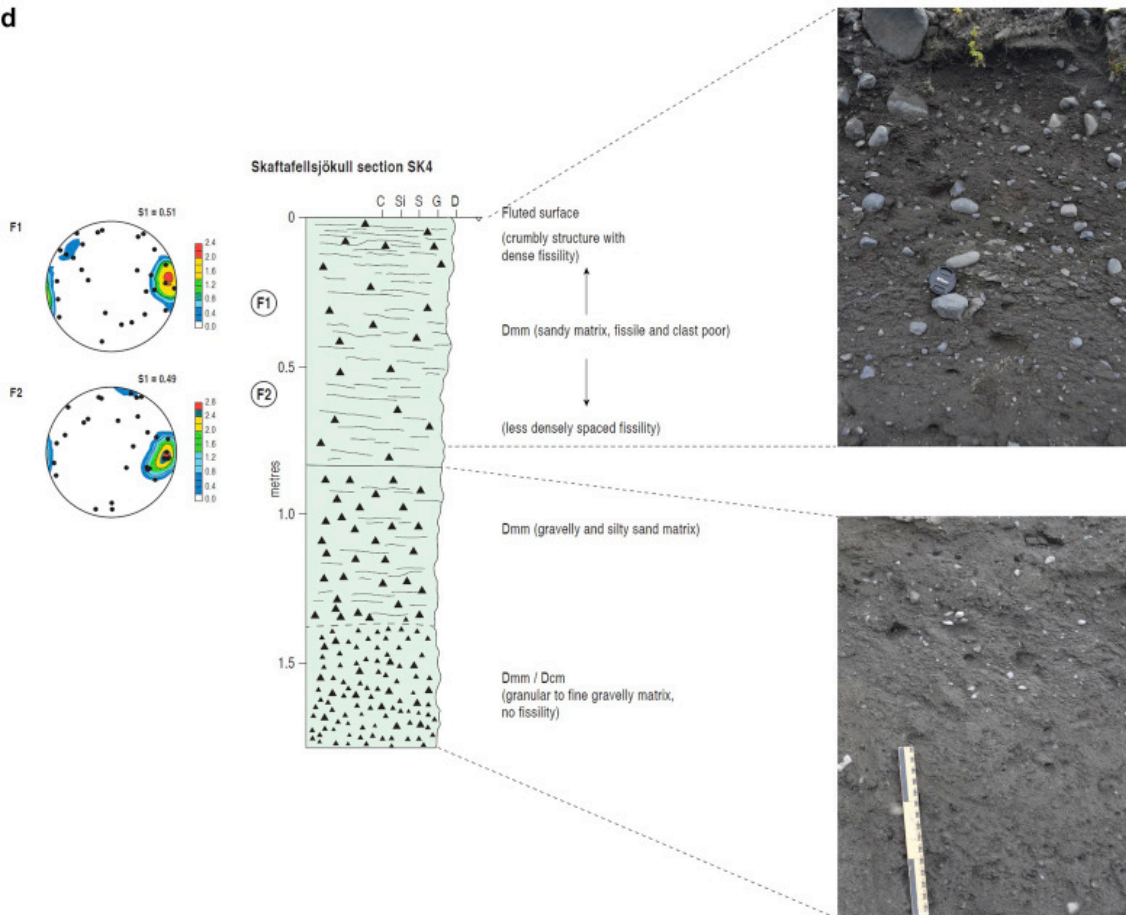 d
Skaftafellsjökull section SK4
C Si S G D
F1
S1 = 0.51
2.4
2.0
1.6
1.2
0.8
0.4
0.0
F2
S1 = 0.49
2.8
2.4
2.0
1.6
1.2
0.8
0.4
0.0
0
0.5
1.0
1.5
metres
F1
F2
Fluted surface
(crumbly structure with
dense fissility)
Dmm (sandy matrix, fissile and clast poor)
(less densely spaced fissility)
Dmm (gravelly and silty sand matrix)
Dmm / Dcm
(granular to fine gravelly matrix,
no fissility)